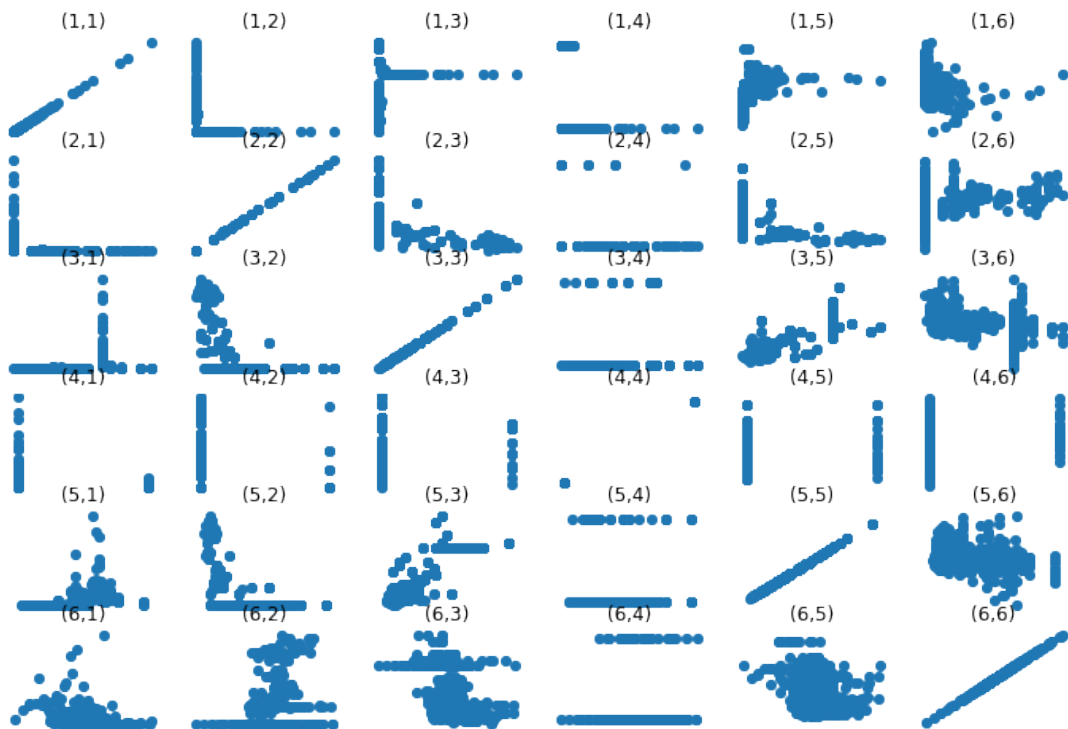 (1,1) (1,2) (1,3) (1,4) (1,5) (1,6)
(2,1) (2,2) (2,3) (2,4) (2,5) (2,6)
(3,1) (3,2) (3,3) (3,4) (3,5) (3,6)
(4,1) (4,2) (4,3) (4,4) (4,5) (4,6)
(5,1) (5,2) (5,3) (5,4) (5,5) (5,6)
(6,1) (6,2) (6,3) (6,4) (6,5) (6,6)